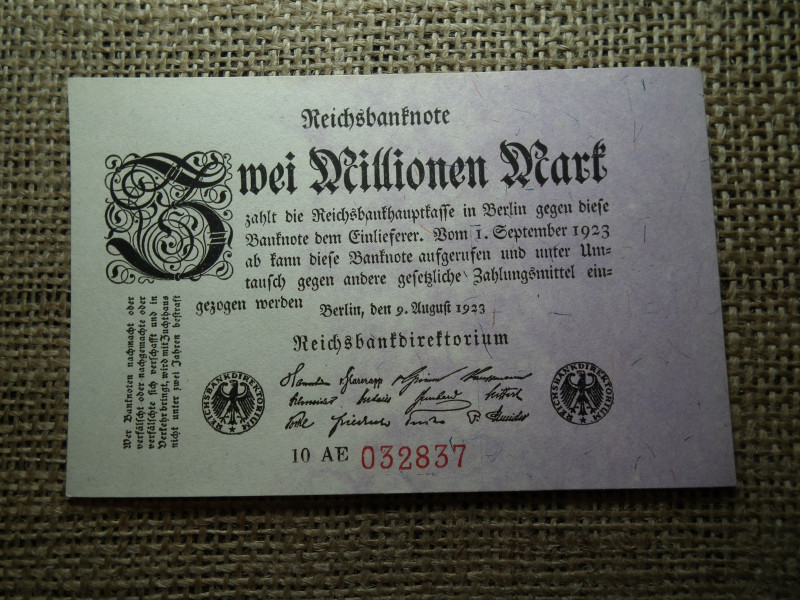 Reichsbanknote
Zwei Millionen Mark
zahlt die Reichsbankhauptkasse in Berlin gegen diese
Banknote dem Einlieferer. Vom 1. September 1923
ab kann diese Banknote aufgerufen und unter Um=
tausch gegen andere gesetzliche Zahlungsmittel ein=
gezogen werden
Berlin, den 9. August 1923
Reichsbankdirektorium
Wer Banknoten nachmacht oder
verfälscht oder nachgemachte oder
verfälschte sich verschafft und in
Verkehr bringt, wird mit Zuchthaus
nicht unter zwei Jahren bestraft
REICHSBANKDIREKTORIUM
REICHSBANKDIREKTORIUM
10 AE 032837